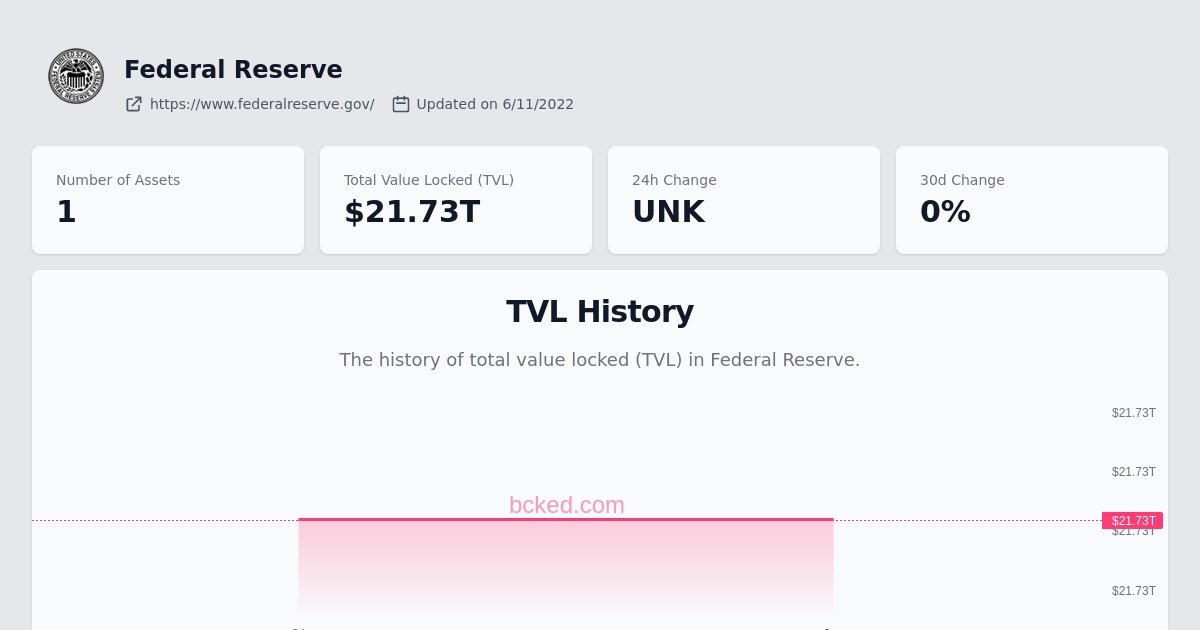 Federal Reserve
https://www.federalreserve.gov/ Updated on 6/11/2022
Number of Assets
1
Total Value Locked (TVL)
$21.73T
24h Change
UNK
30d Change
0%
TVL History
The history of total value locked (TVL) in Federal Reserve.
$21.73T
$21.73T
bcked.com
$21.73T
$21.73T
$21.73T